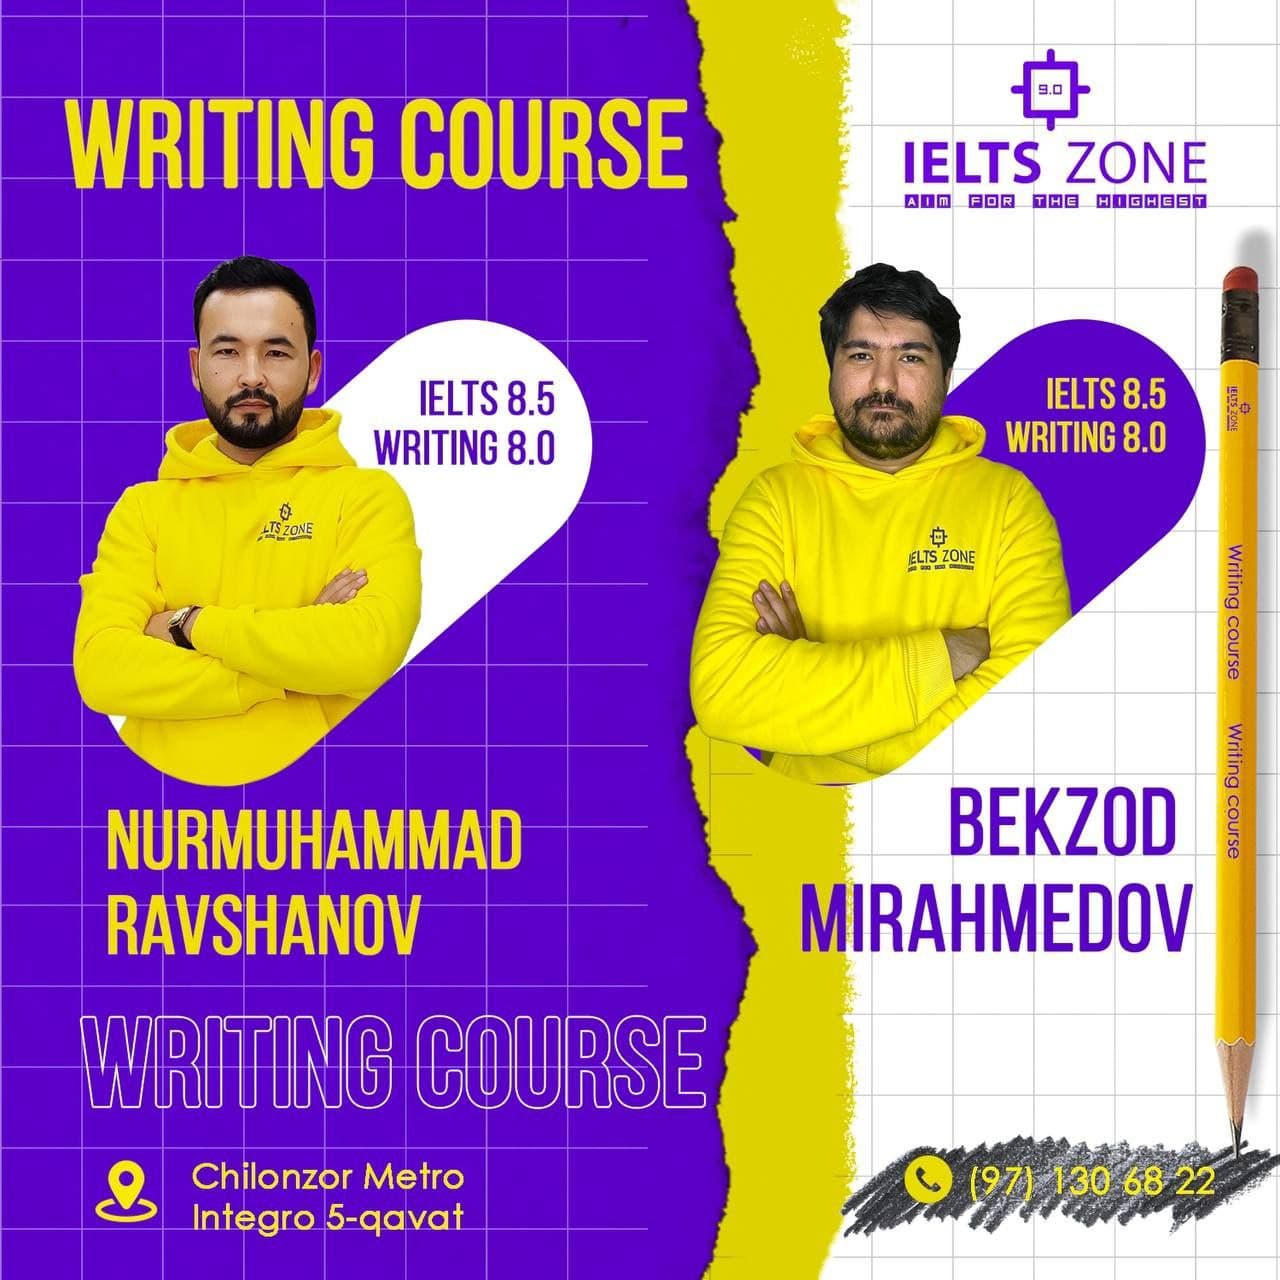 WRITING COURSE
9.0
IELTS ZONE
AIM FOR THE HIGHEST
IELTS 8.5
WRITING 8.0
IELTS ZONE
IELTS 8.5
WRITING 8.0
IELTS ZONE
IELTS ZONE
Writing course
Writing course
NURMUHAMMAD
RAVSHANOV
BEKZOD
MIRAHMEDOV
WRITING COURSE
Chilonzor Metro
Integro 5-qavat
(97) 130 68 22